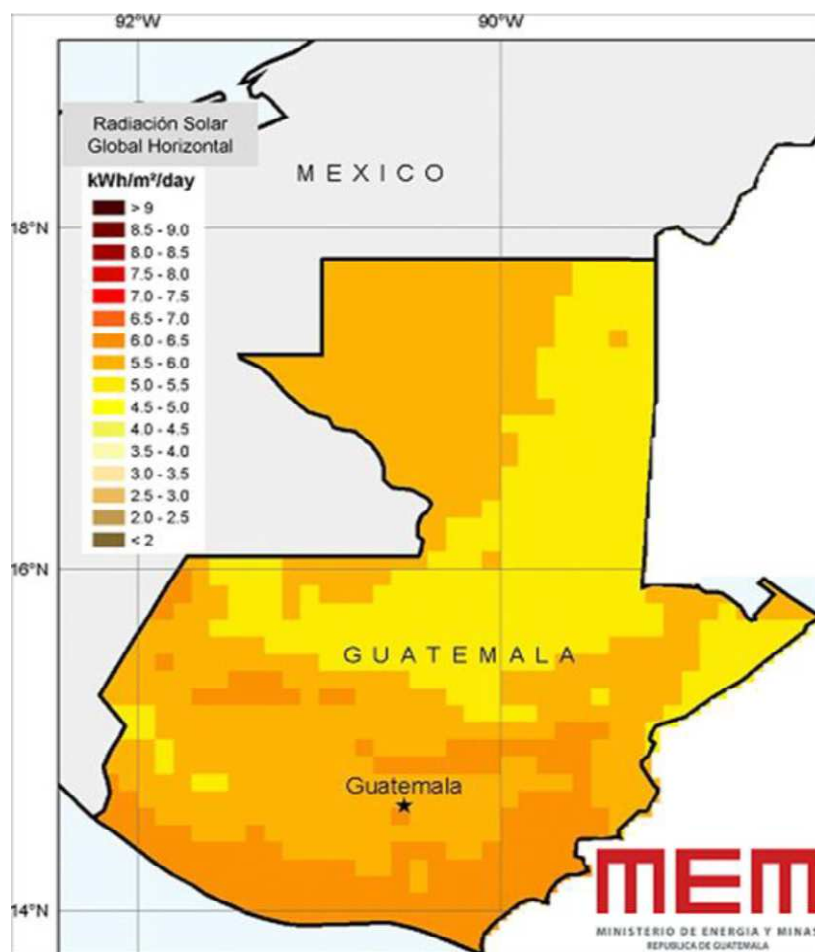 92°W
90°W
Radiación Solar
Global Horizontal
kWh/m²/day
> 9
8.5 - 9.0
8.0 - 8.5
7.5 - 8.0
7.0 - 7.5
6.5 - 7.0
6.0 - 6.5
5.5 - 6.0
5.0 - 5.5
4.5 - 5.0
4.0 - 4.5
3.5 - 4.0
3.0 - 3.5
2.5 - 3.0
2.0 - 2.5
< 2
MEXICO
18°N
16°N
GUATEMALA
Guatemala
14°N
MEM
MINISTERIO DE ENERGIA Y MINAS
REPUBLICA DE GUATEMALA